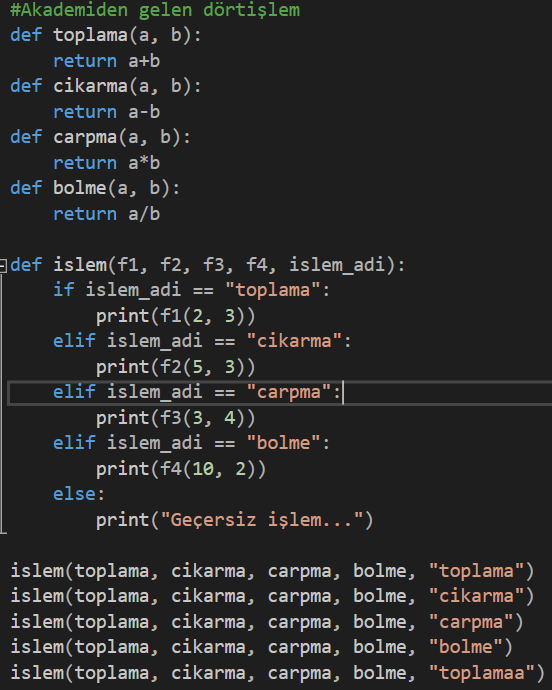 #Akademiden gelen dörtişlem
def toplama(a, b):
    return a+b
def cikarma(a, b):
    return a-b
def carpma(a, b):
    return a*b
def bolme(a, b):
    return a/b

def islem(f1, f2, f3, f4, islem_adi):
    if islem_adi == "toplama":
        print(f1(2, 3))
    elif islem_adi == "cikarma":
        print(f2(5, 3))
    elif islem_adi == "carpma":
        print(f3(3, 4))
    elif islem_adi == "bolme":
        print(f4(10, 2))
    else:
        print("Geçersiz işlem...")

islem(toplama, cikarma, carpma, bolme, "toplama")
islem(toplama, cikarma, carpma, bolme, "cikarma")
islem(toplama, cikarma, carpma, bolme, "carpma")
islem(toplama, cikarma, carpma, bolme, "bolme")
islem(toplama, cikarma, carpma, bolme, "toplamaa")